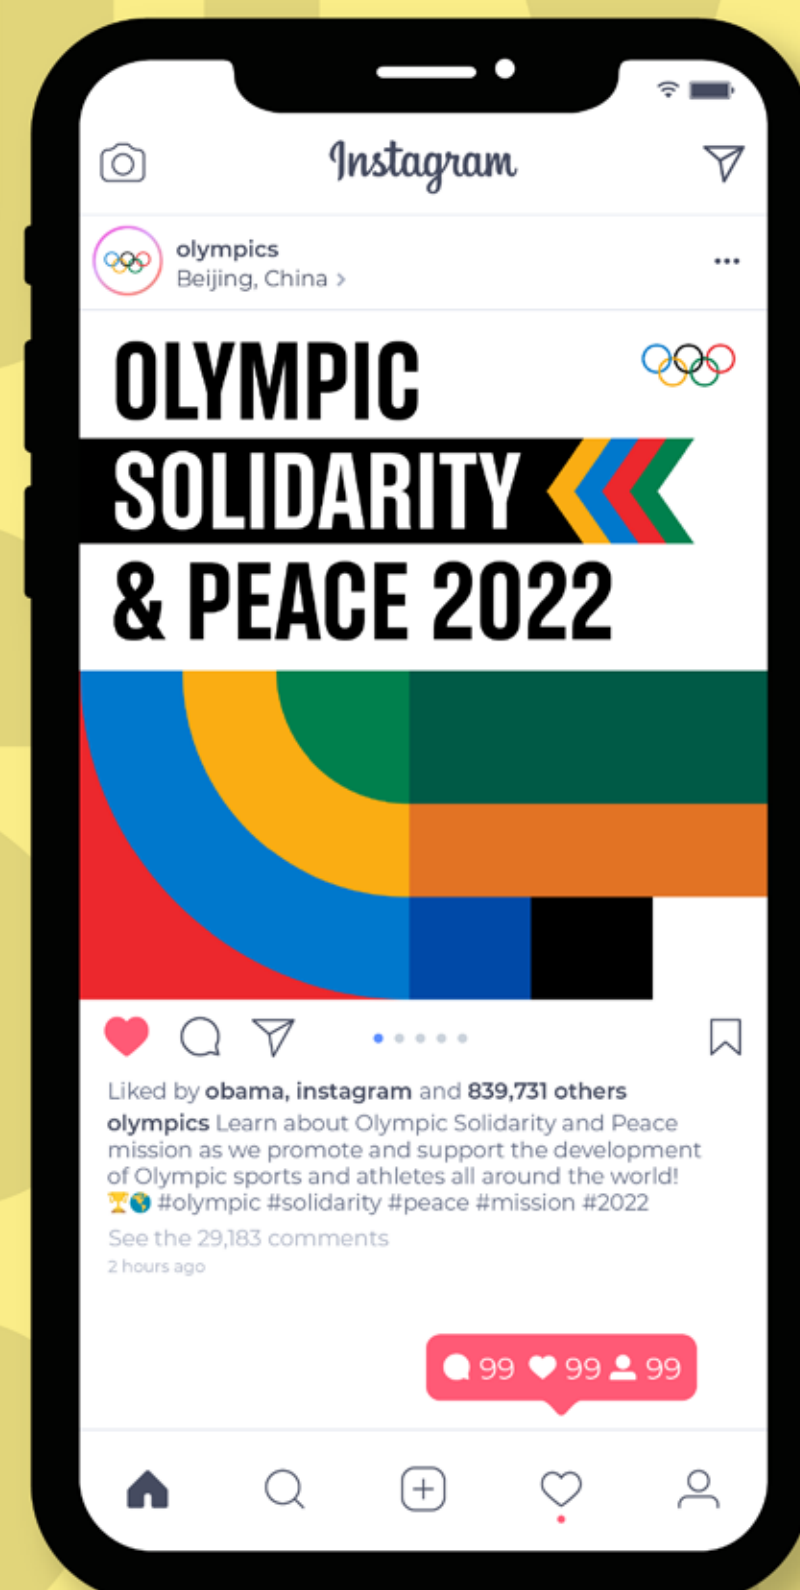 Instagram
olympics
Beijing, China >
OLYMPIC
SOLIDARITY
& PEACE 2022
Liked by obama, instagram and 839,731 others
olympics Learn about Olympic Solidarity and Peace
mission as we promote and support the development
of Olympic sports and athletes all around the world!
🏆🌎 #olympic #solidarity #peace #mission #2022
See the 29,183 comments
2 hours ago
99 99 99